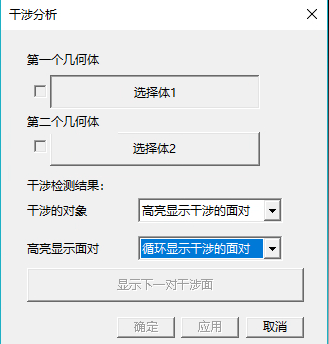 干涉分析
第一个几何体
选择体1
第二个几何体
选择体2
干涉检测结果:
干涉的对象 高亮显示干涉的面对
高亮显示面对 循环显示干涉的面对
显示下一对干涉面
确定 应用 取消